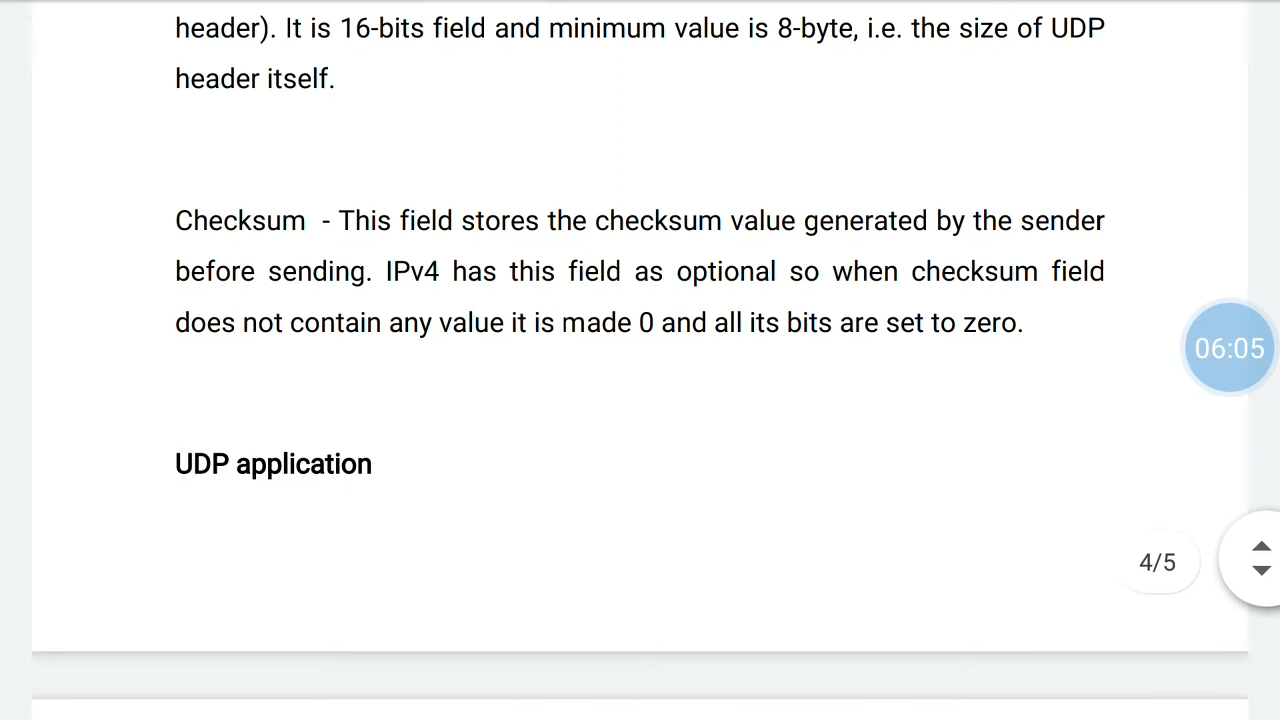 header). It is 16-bits field and minimum value is 8-byte, i.e. the size of UDP
header itself.
Checksum - This field stores the checksum value generated by the sender
before sending. IPv4 has this field as optional so when checksum field
does not contain any value it is made 0 and all its bits are set to zero.
06:05
UDP application
4/5